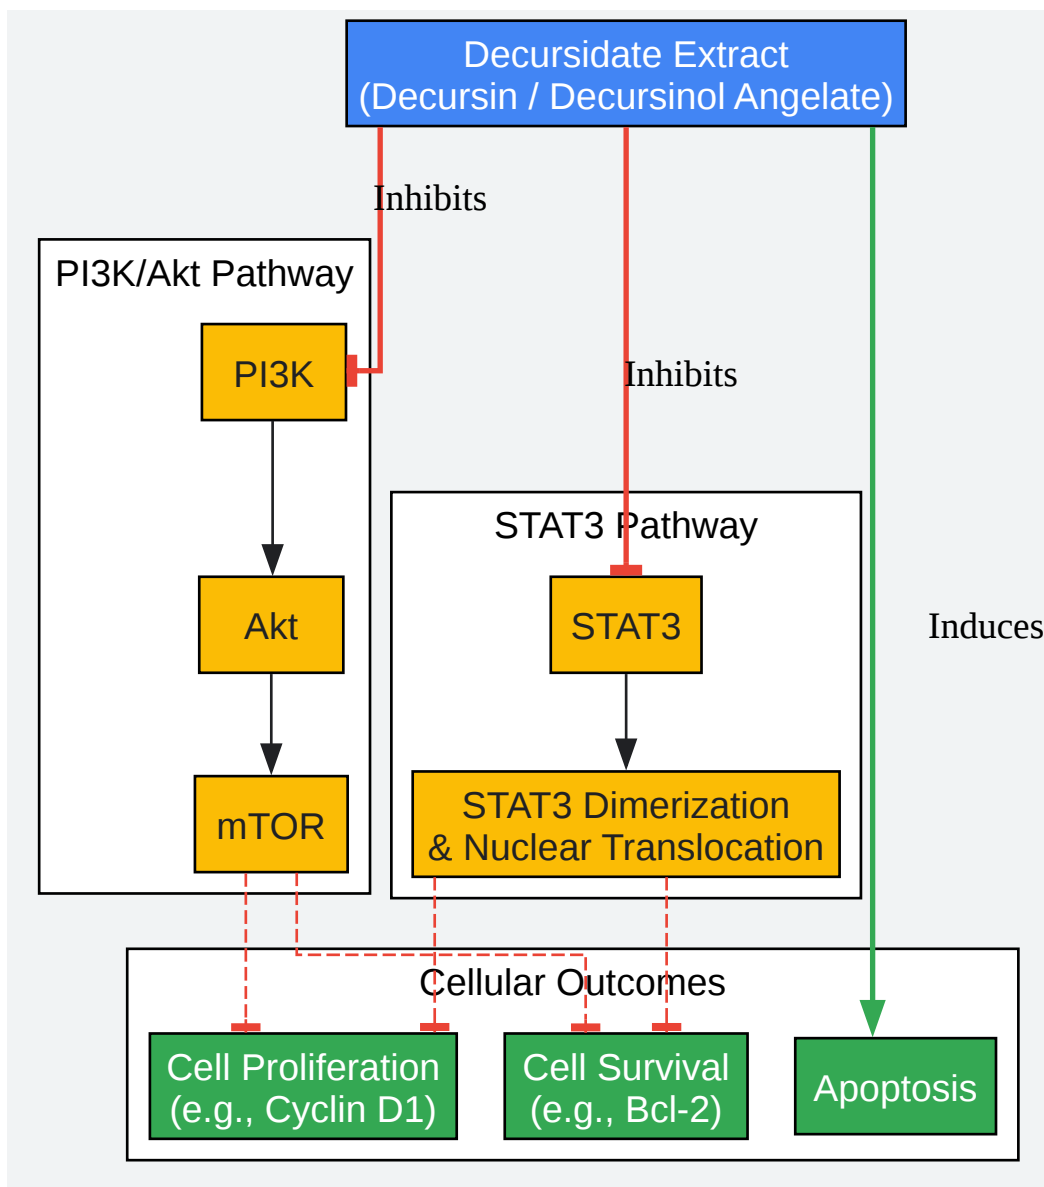 Decursidate Extract
(Decursin / Decursinol Angelate)
Inhibits
PI3K/Akt Pathway
PI3K
Inhibits
STAT3 Pathway
Akt
STAT3
Induces
mTOR
STAT3 Dimerization
& Nuclear Translocation
Cellular Outcomes
Cell Proliferation
(e.g., Cyclin D1)
Cell Survival
(e.g., Bcl-2)
Apoptosis